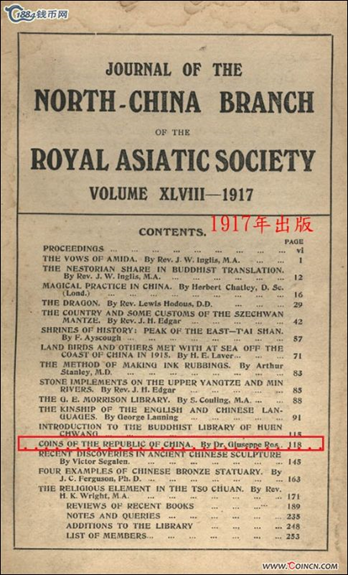 1884钱币网
JOURNAL OF THE
NORTH-CHINA BRANCH
OF THE
ROYAL ASIATIC SOCIETY
VOLUME XLVIII—1917
1917年出版
CONTENTS.
PAGE
PROCEEDINGS ... vi
THE VOWS OF AMIDA. By Rev. J. W. Inglis, M.A. ... 1
THE NESTORIAN SHARE IN BUDDHIST TRANSLATION.
By Rev. J. W. Inglis, M.A. ... 12
MAGICAL PRACTICE IN CHINA. By Herbert Chatley, D. Sc.
(Lond.) ... 16
THE DRAGON. By Rev. Lewis Hodous, D.D. ... 29
THE COUNTRY AND SOME CUSTOMS OF THE SZECHWAN
MANTZE. By Rev. J. H. Edgar ... 42
SHRINES OF HISTORY: PEAK OF THE EAST—T'AI SHAN.
By F. Ayscough ... 57
LAND BIRDS AND OTHERS MET WITH AT SEA OFF THE
COAST OF CHINA IN 1915. By H. E. Laver ... 71
THE METHOD OF MAKING INK RUBBINGS. By Arthur
Stanley, M.D. ... 83
STONE IMPLEMENTS ON THE UPPER YANGTZE AND MIN
RIVERS. By Rev. J. H. Edgar ... 85
THE G. E. MORRISON LIBRARY. By S. Couling, M.A. ... 88
THE KINSHIP OF THE ENGLISH AND CHINESE LAN-
GUAGES. By George Lanning ... 91
INTRODUCTION TO THE BUDDHIST LIBRARY OF HUEN
CHWANG ... 115
COINS OF THE REPUBLIC OF CHINA. By Dr. Giuseppe Ros ... 118
RECENT DISCOVERIES IN ANCIENT CHINESE SCULPTURE
By Victor Segalen ... 145
FOUR EXAMPLES OF CHINESE BRONZE STATUARY. By
J. C. Ferguson, Ph. D. ... 163
THE RELIGIOUS ELEMENT IN THE TSO CHUAN. By Rev.
H. K. Wright, M.A. ... 171
REVIEWS OF RECENT BOOKS ... 189
NOTES AND QUERIES ... 235
ADDITIONS TO THE LIBRARY ... 248
LIST OF MEMBERS ... 253
www.TCOINCN.com